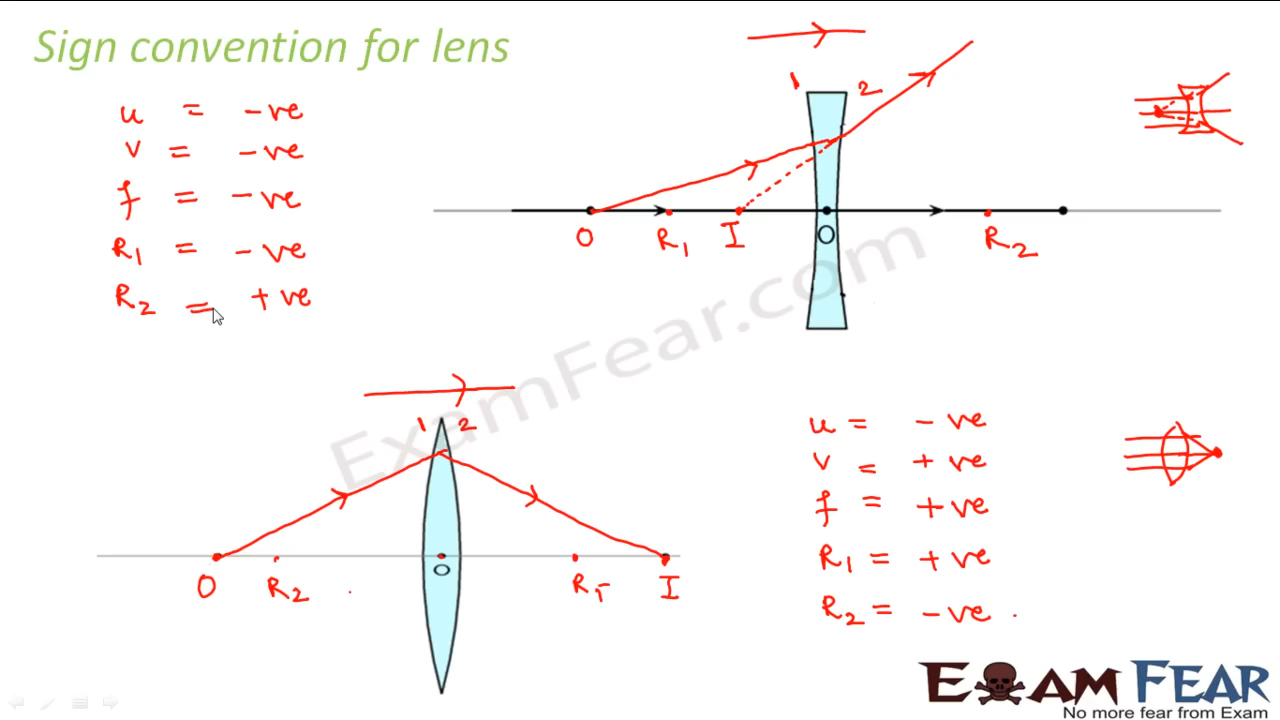 Sign convention for lens
u = -ve
v = -ve
f = -ve
R1 = -ve
R2 = +ve
1 2
O R1 I O R2
ExamFear.com
1 2
O R2 O R1 I
u = -ve
v = +ve
f = +ve
R1 = +ve
R2 = -ve .
EXAM FEAR
No more fear from Exam